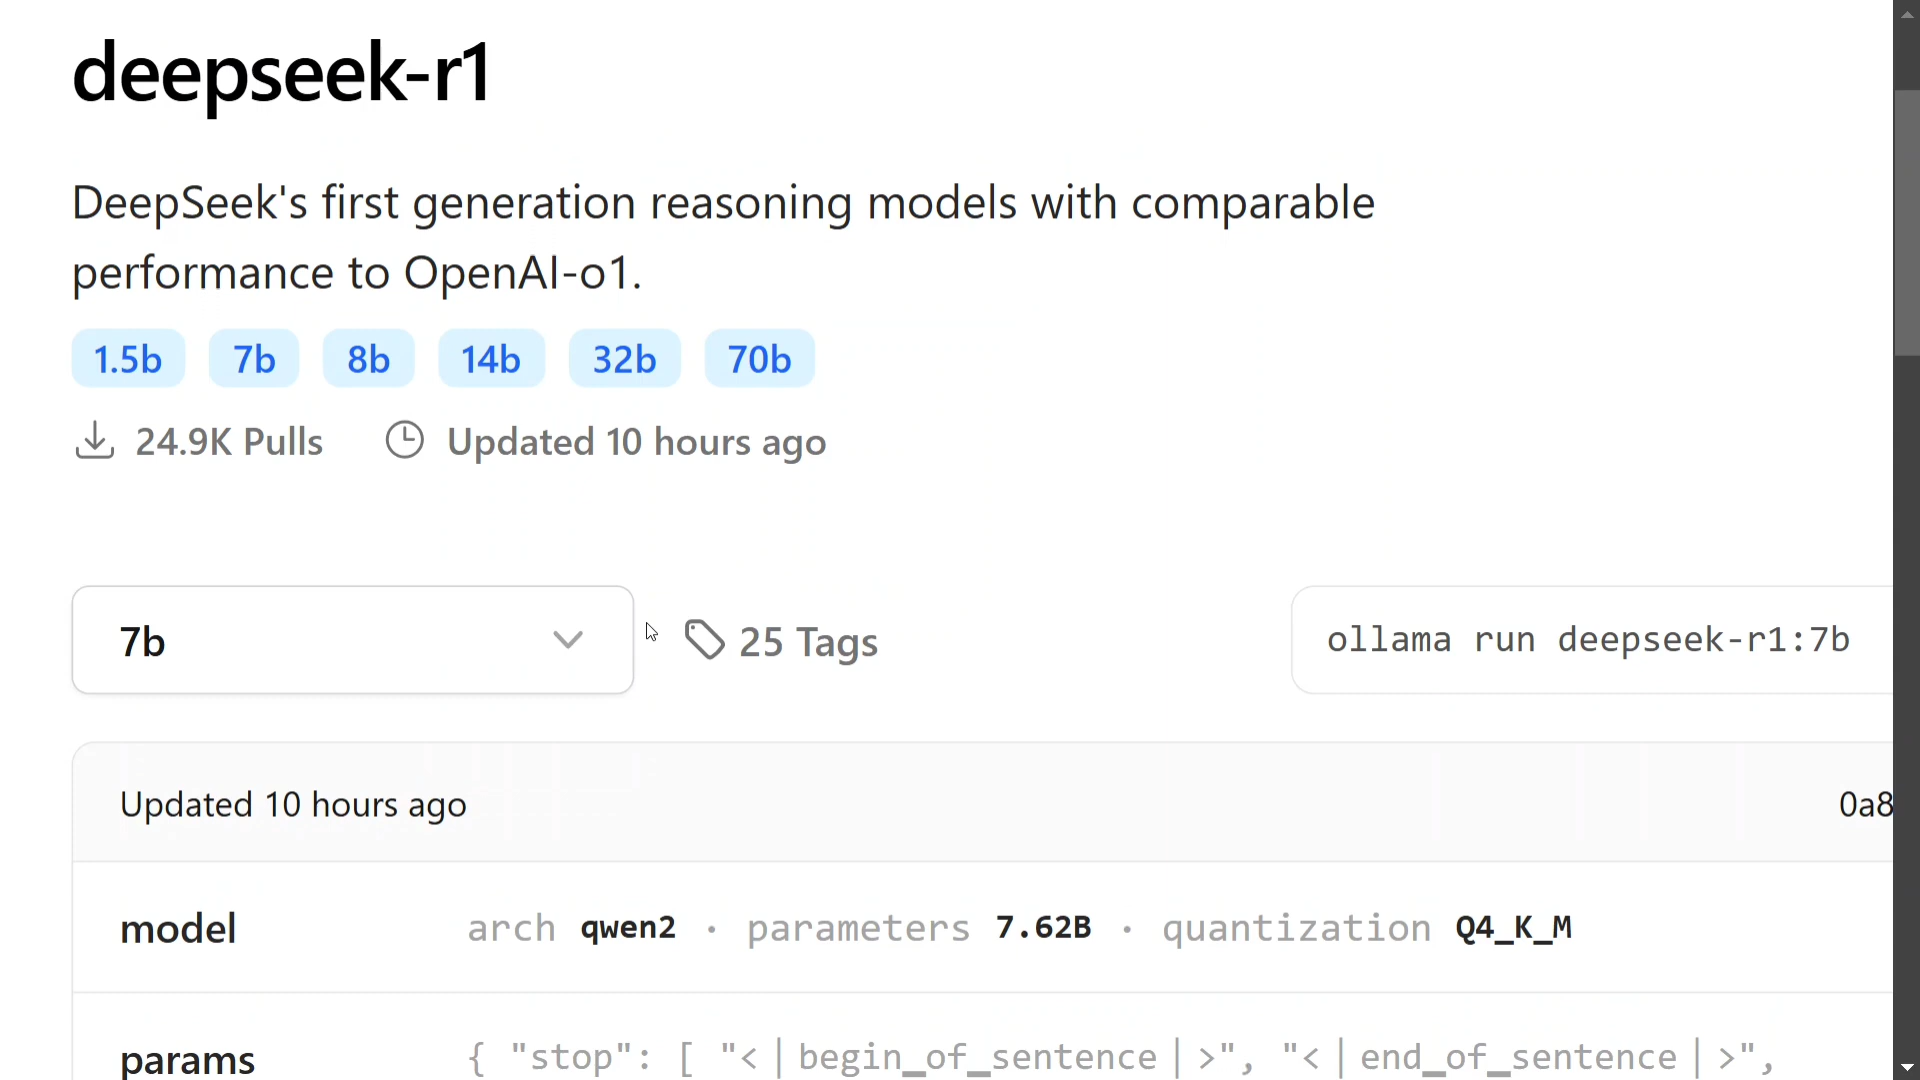 deepseek-r1
DeepSeek's first generation reasoning models with comparable
performance to OpenAI-o1.
1.5b 7b 8b 14b 32b 70b
24.9K Pulls Updated 10 hours ago
7b 25 Tags ollama run deepseek-r1:7b
Updated 10 hours ago 0a8
model arch qwen2 · parameters 7.62B · quantization Q4_K_M
params { "stop": [ "<|begin_of_sentence|>", "<|end_of_sentence|>",